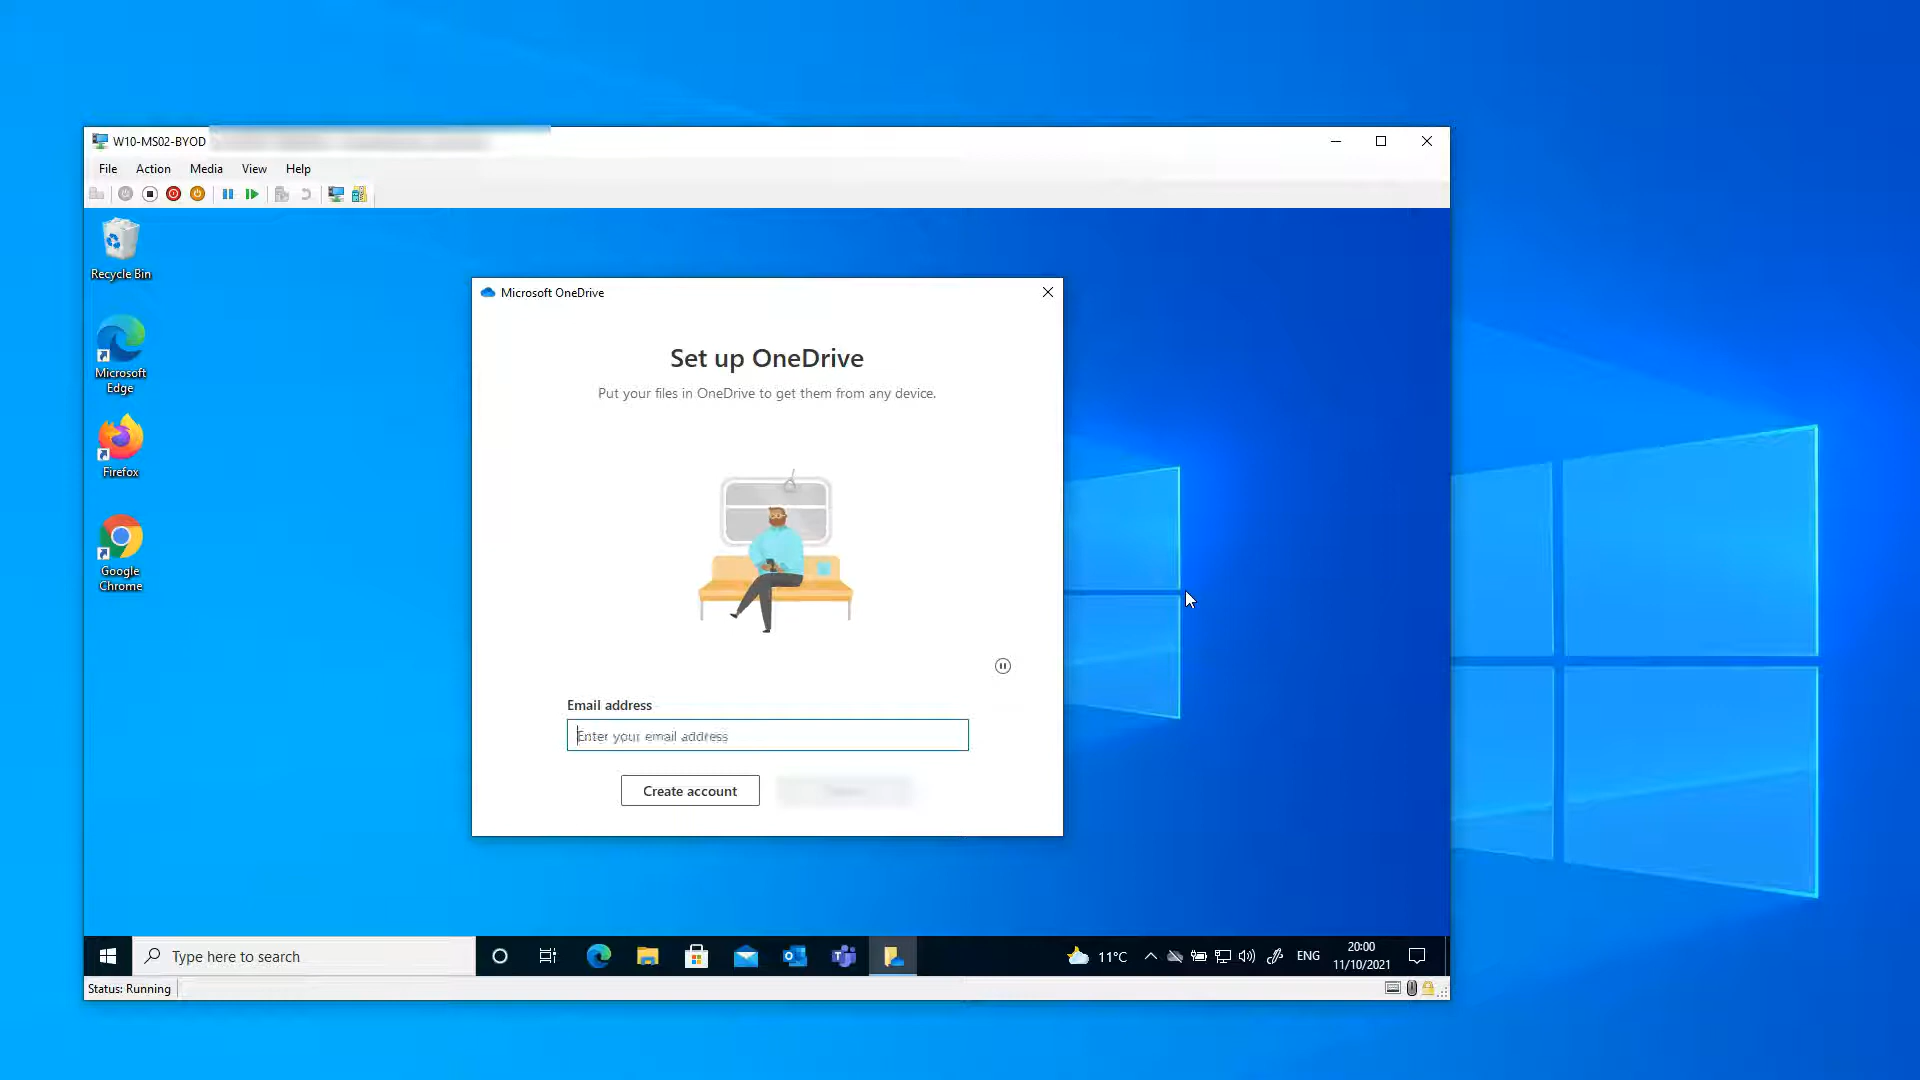 W10-MS02-BYOD
File Action Media View Help
Recycle Bin
Microsoft
Edge
Firefox
Google
Chrome
Microsoft OneDrive
Set up OneDrive
Put your files in OneDrive to get them from any device.
Email address
Enter your email address
Create account
Type here to search
11°C
ENG
20:00
11/10/2021
Status: Running